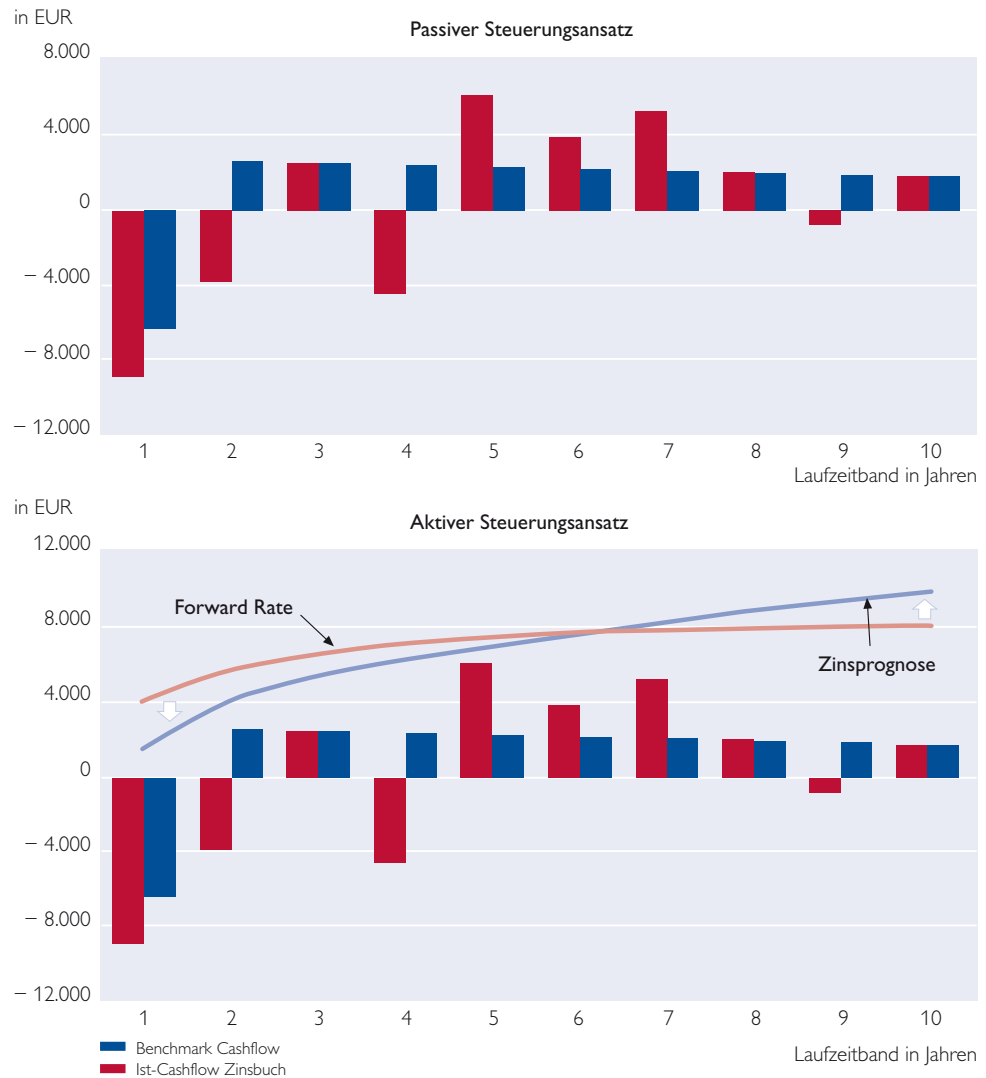 in EUR
Passiver Steuerungsansatz
8.000
4.000
0
– 4.000
– 8.000
– 12.000
1 2 3 4 5 6 7 8 9 10
Laufzeitband in Jahren
in EUR
Aktiver Steuerungsansatz
12.000
Forward Rate
8.000
Zinsprognose
4.000
0
– 4.000
– 8.000
– 12.000
1 2 3 4 5 6 7 8 9 10
Benchmark Cashflow
Laufzeitband in Jahren
Ist-Cashflow Zinsbuch